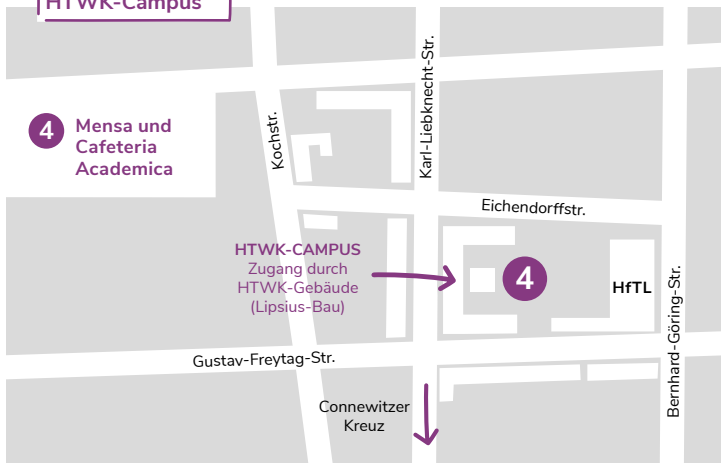 HTWK-Campus
4
Mensa und
Cafeteria
Academica
Kochstr.
Karl-Liebknecht-Str.
Eichendorffstr.
HTWK-CAMPUS
Zugang durch
HTWK-Gebäude
(Lipsius-Bau)
4
HfTL
Bernhard-Göring-Str.
Gustav-Freytag-Str.
Connewitzer
Kreuz